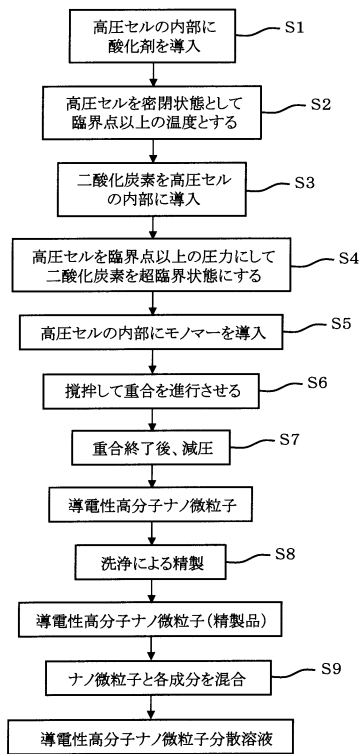 高圧セルの内部に
酸化剤を導入
S1
高圧セルを密閉状態として
臨界点以上の温度とする
S2
二酸化炭素を高圧セル
の内部に導入
S3
高圧セルを臨界点以上の圧力にして
二酸化炭素を超臨界状態にする
S4
高圧セルの内部にモノマーを導入
S5
撹拌して重合を進行させる
S6
重合終了後、減圧
S7
導電性高分子ナノ微粒子
洗浄による精製
S8
導電性高分子ナノ微粒子(精製品)
ナノ微粒子と各成分を混合
S9
導電性高分子ナノ微粒子分散溶液